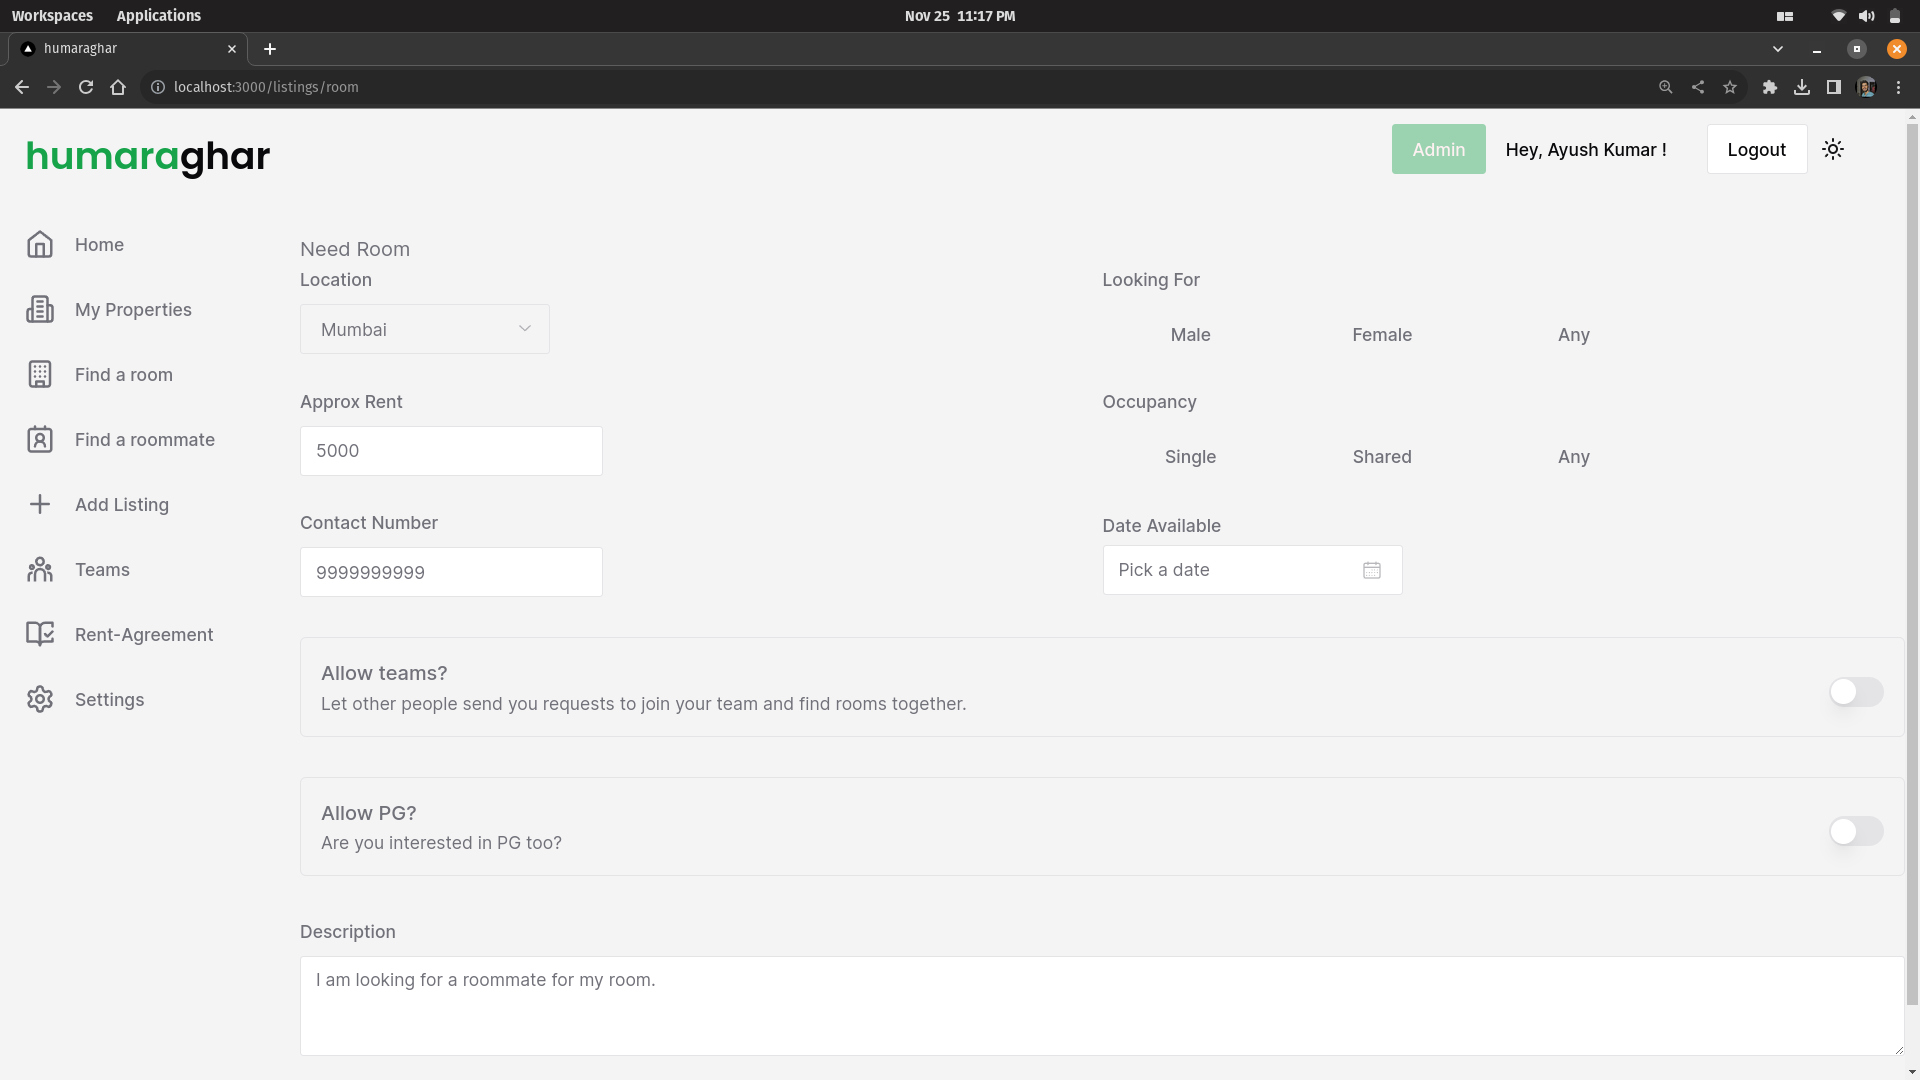 Workspaces Applications Nov 25 11:17 PM
humaraghar
localhost:3000/listings/room
humaraghar
Admin Hey, Ayush Kumar ! Logout
Home
My Properties
Find a room
Find a roommate
Add Listing
Teams
Rent-Agreement
Settings
Need Room
Location
Mumbai
Looking For
Male Female Any
Approx Rent
5000
Occupancy
Single Shared Any
Contact Number
9999999999
Date Available
Pick a date
Allow teams?
Let other people send you requests to join your team and find rooms together.
Allow PG?
Are you interested in PG too?
Description
I am looking for a roommate for my room.